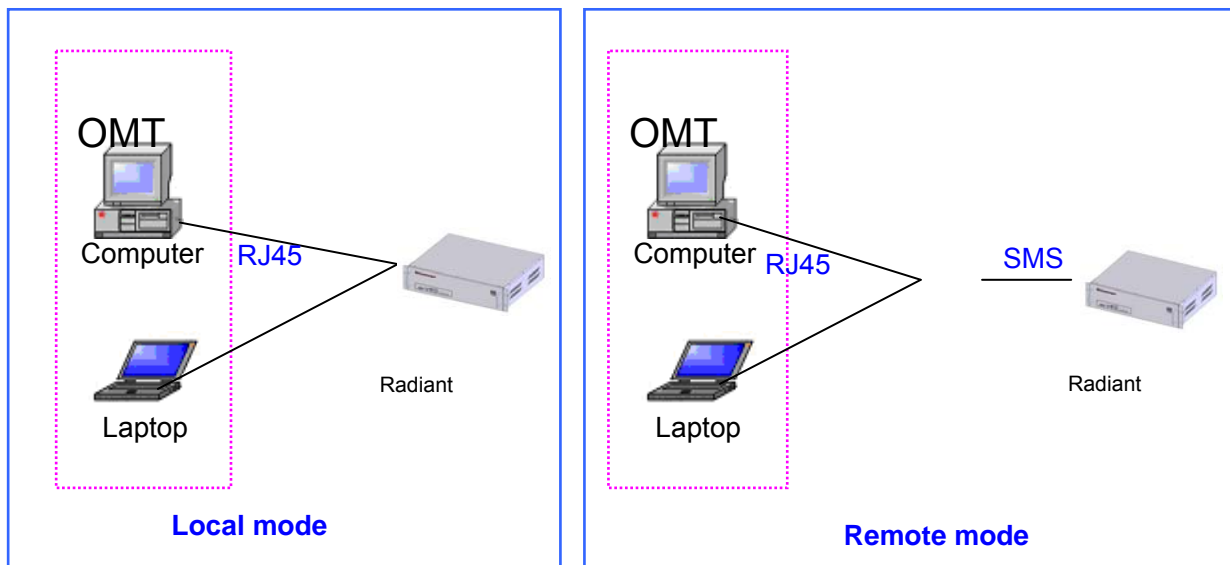 OMT
Computer
RJ45
Laptop
Radiant
Local mode
OMT
Computer
RJ45
SMS
Laptop
Radiant
Remote mode